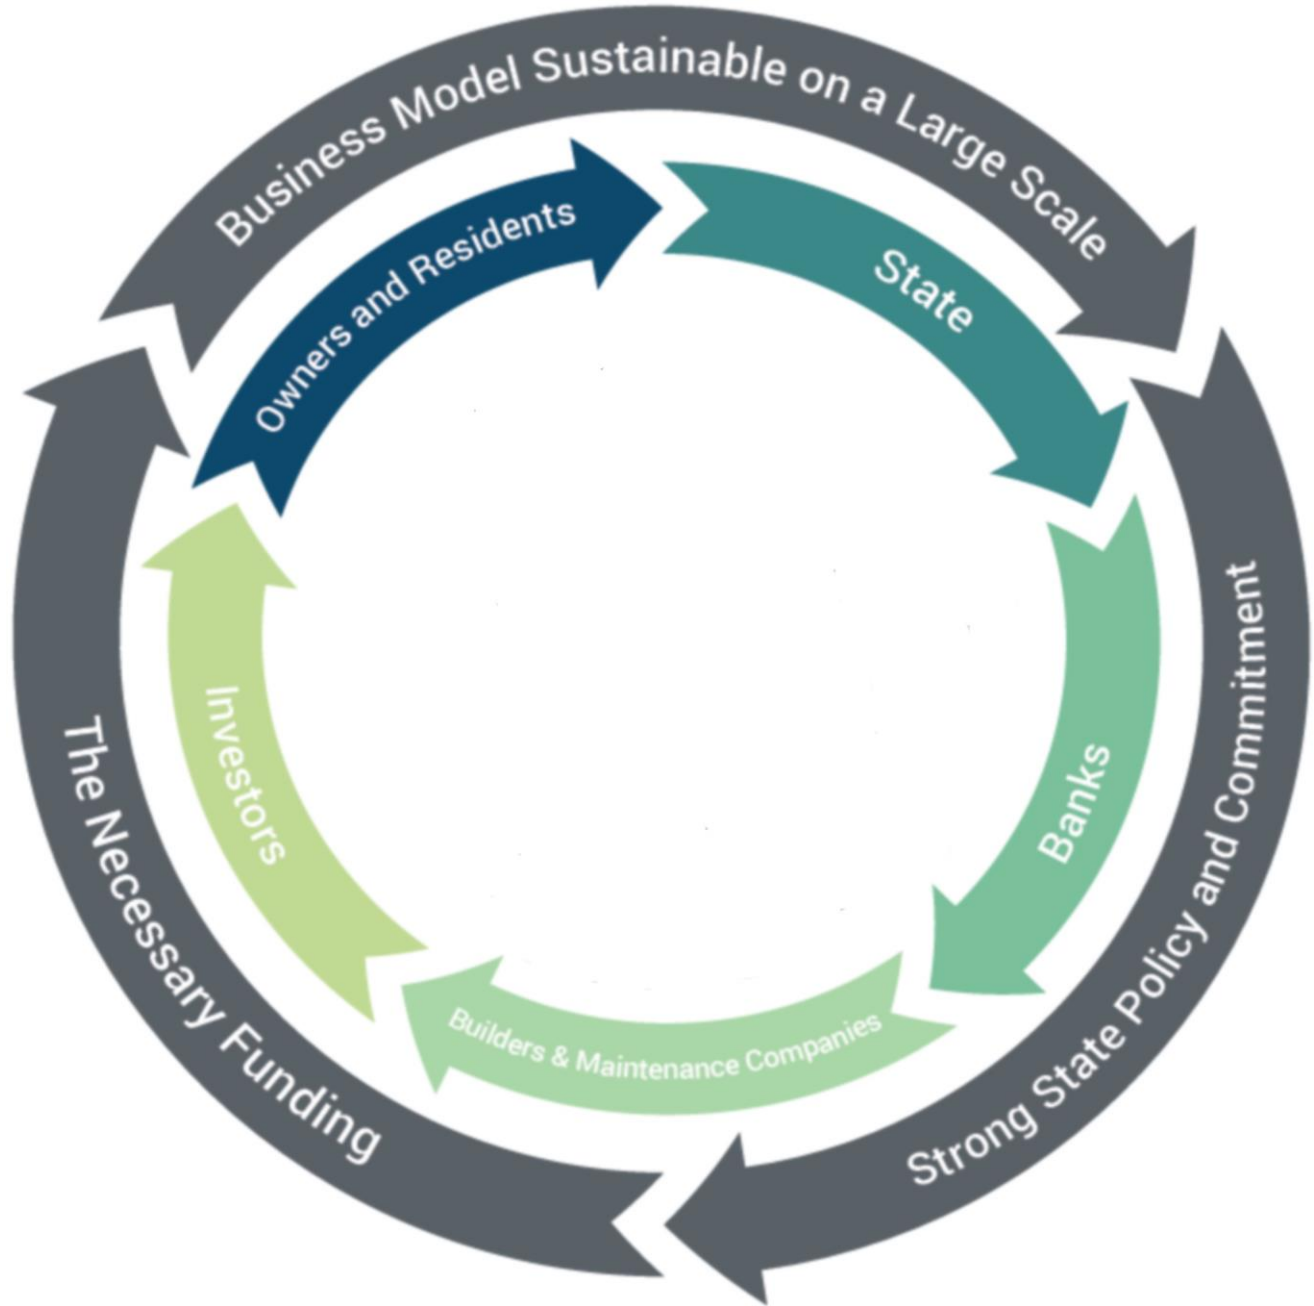 Business Model Sustainable on a Large Scale
Strong State Policy and Commitment
The Necessary Funding
Owners and Residents
State
Banks
Builders & Maintenance Companies
Investors